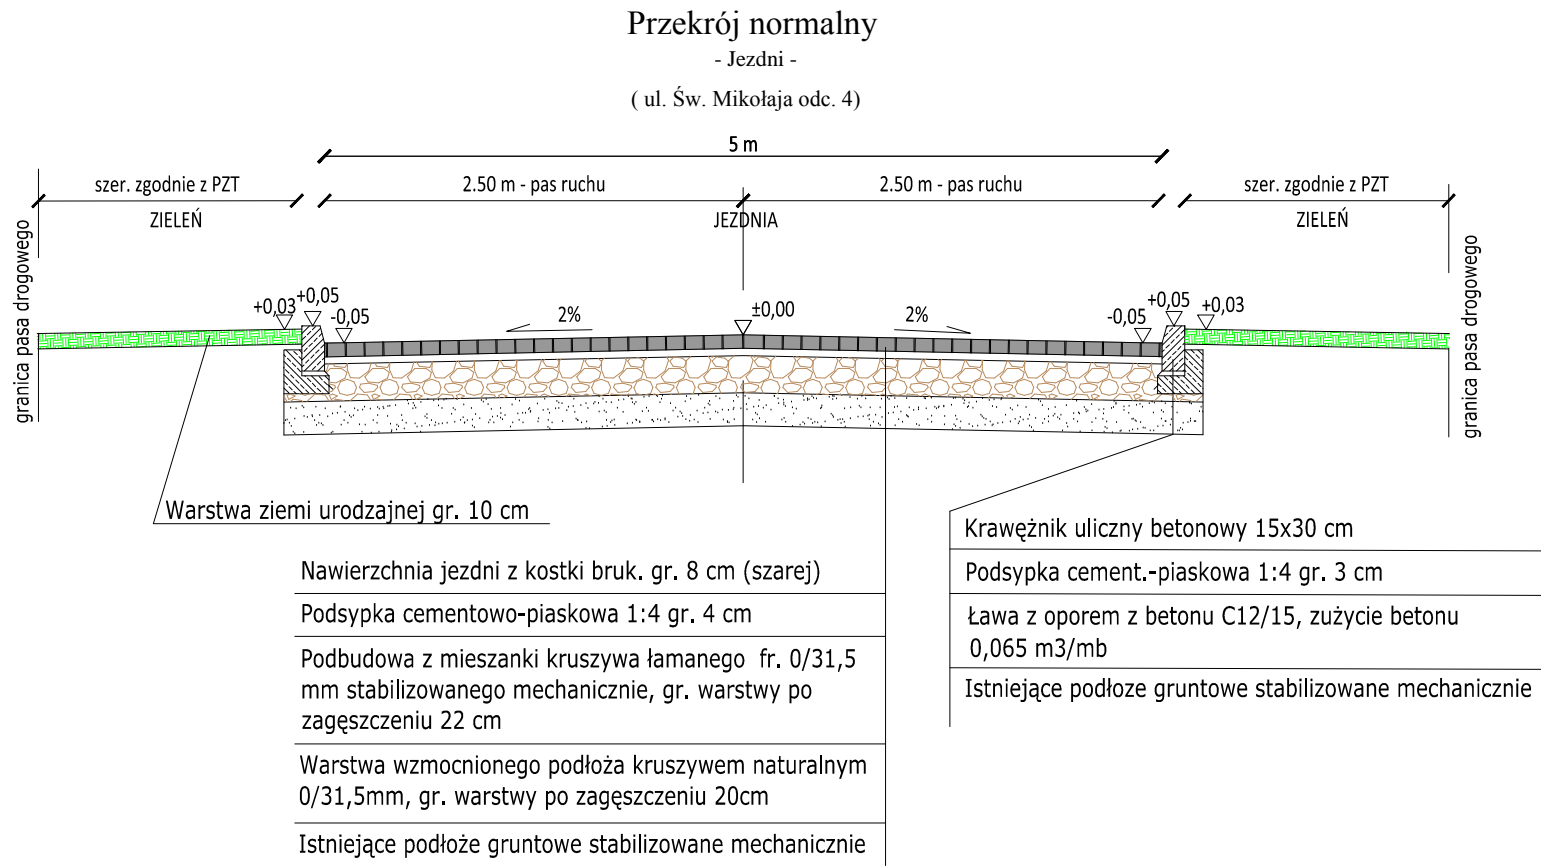 Przekrój normalny
- Jezdni -
( ul. Św. Mikołaja odc. 4)
5 m
szer. zgodnie z PZT
2.50 m - pas ruchu
2.50 m - pas ruchu
szer. zgodnie z PZT
ZIELEŃ
JEZDNIA
ZIELEŃ
granica pasa drogowego
granica pasa drogowego
+0,03
+0,05
-0,05
2%
±0,00
2%
-0,05
+0,05
+0,03
Warstwa ziemi urodzajnej gr. 10 cm
Nawierzchnia jezdni z kostki bruk. gr. 8 cm (szarej)
Podsypka cementowo-piaskowa 1:4 gr. 4 cm
Podbudowa z mieszanki kruszywa łamanego fr. 0/31,5
mm stabilizowanego mechanicznie, gr. warstwy po
zagęszczeniu 22 cm
Warstwa wzmocnionego podłoża kruszywem naturalnym
0/31,5mm, gr. warstwy po zagęszczeniu 20cm
Istniejące podłoże gruntowe stabilizowane mechanicznie
Krawężnik uliczny betonowy 15x30 cm
Podsypka cement.-piaskowa 1:4 gr. 3 cm
Ława z oporem z betonu C12/15, zużycie betonu
0,065 m3/mb
Istniejące podłoze gruntowe stabilizowane mechanicznie